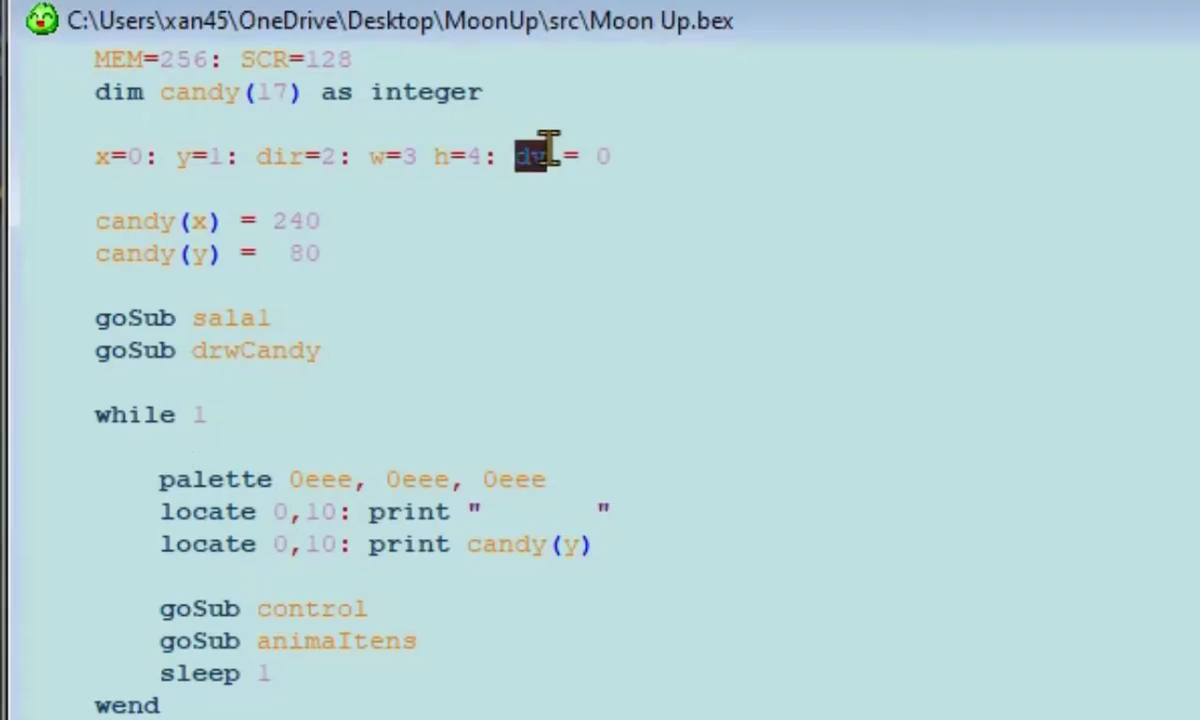 C:\Users\xan45\OneDrive\Desktop\MoonUp\src\Moon Up.bex
MEM=256: SCR=128
dim candy(17) as integer
x=0: y=1: dir=2: w=3 h=4: = 0
candy(x) = 240
candy(y) =  80
goSub sala1
goSub drwCandy
while 1
palette 0eee, 0eee, 0eee
locate 0,10: print "       "
locate 0,10: print candy(y)
goSub control
goSub animaItens
sleep 1
wend